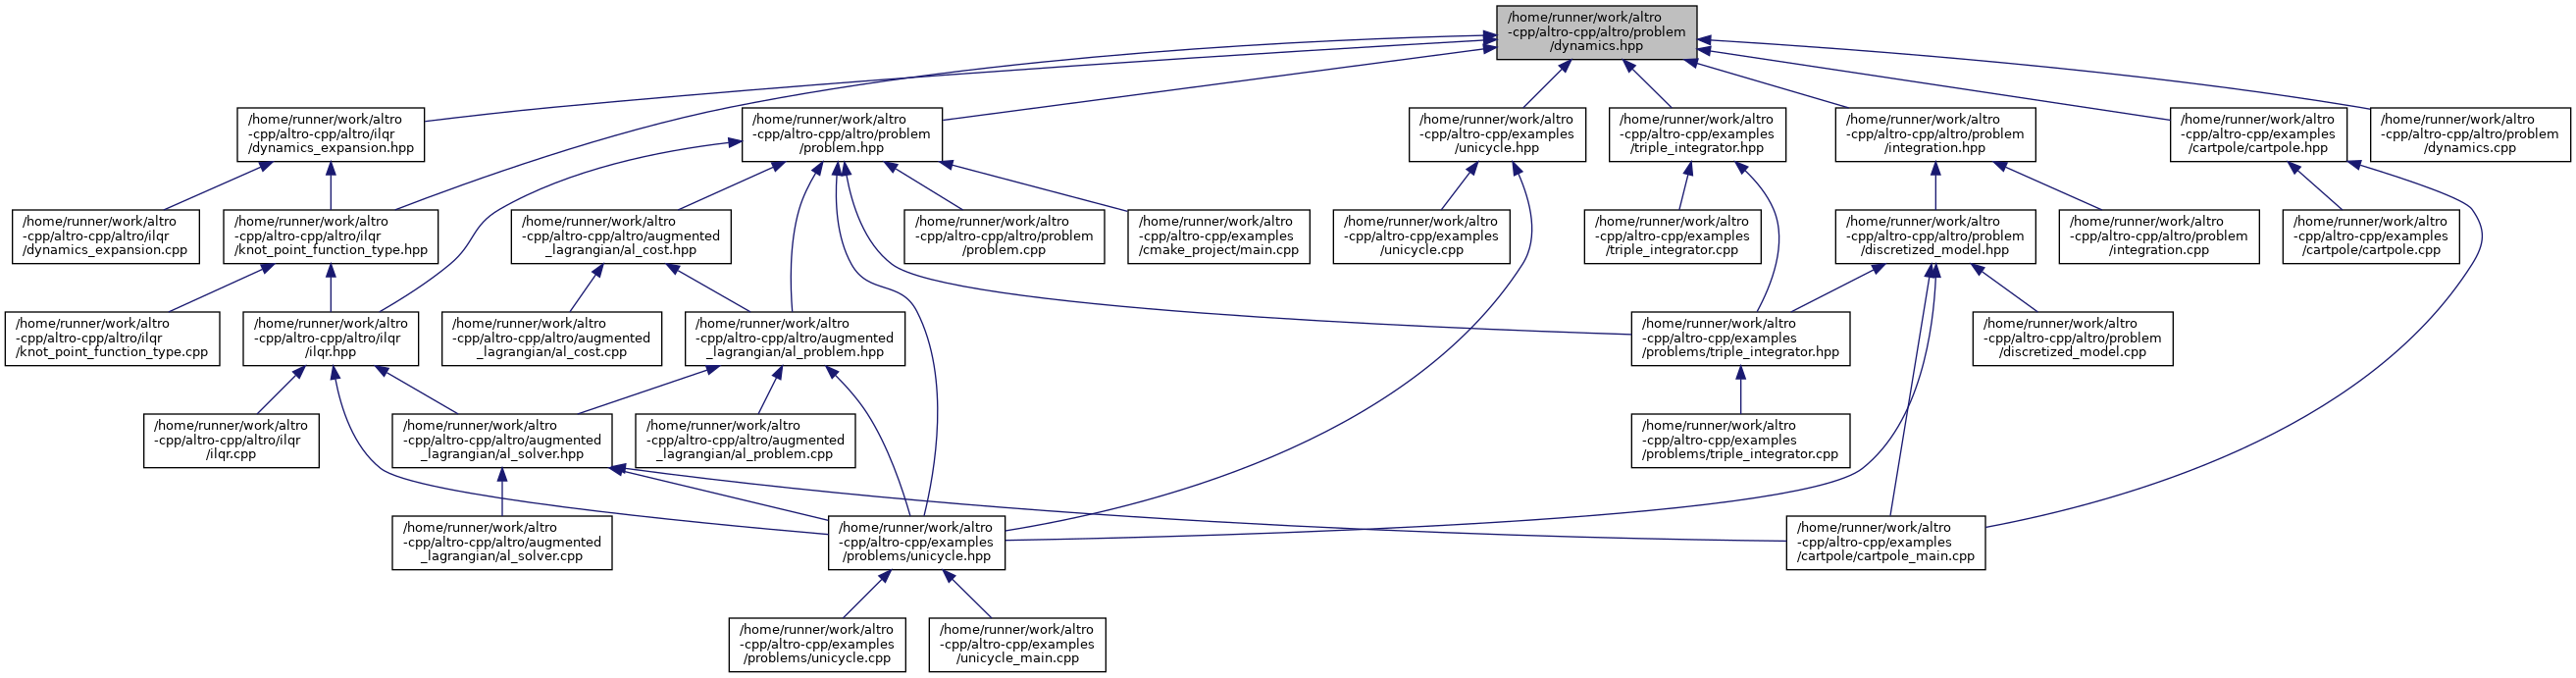 /home/runner/work/altro
-cpp/altro-cpp/altro/problem
/dynamics.hpp
/home/runner/work/altro
-cpp/altro-cpp/altro/ilqr
/dynamics_expansion.hpp
/home/runner/work/altro
-cpp/altro-cpp/altro/problem
/problem.hpp
/home/runner/work/altro
-cpp/altro-cpp/examples
/unicycle.hpp
/home/runner/work/altro
-cpp/altro-cpp/examples
/triple_integrator.hpp
/home/runner/work/altro
-cpp/altro-cpp/altro/problem
/integration.hpp
/home/runner/work/altro
-cpp/altro-cpp/examples
/cartpole/cartpole.hpp
/home/runner/work/altro
-cpp/altro-cpp/altro/problem
/dynamics.cpp
/home/runner/work/altro
-cpp/altro-cpp/altro/ilqr
/dynamics_expansion.cpp
/home/runner/work/altro
-cpp/altro-cpp/altro/ilqr
/knot_point_function_type.hpp
/home/runner/work/altro
-cpp/altro-cpp/altro/augmented
_lagrangian/al_cost.hpp
/home/runner/work/altro
-cpp/altro-cpp/altro/problem
/problem.cpp
/home/runner/work/altro
-cpp/altro-cpp/examples
/cmake_project/main.cpp
/home/runner/work/altro
-cpp/altro-cpp/examples
/unicycle.cpp
/home/runner/work/altro
-cpp/altro-cpp/examples
/triple_integrator.cpp
/home/runner/work/altro
-cpp/altro-cpp/altro/problem
/discretized_model.hpp
/home/runner/work/altro
-cpp/altro-cpp/altro/problem
/integration.cpp
/home/runner/work/altro
-cpp/altro-cpp/examples
/cartpole/cartpole.cpp
/home/runner/work/altro
-cpp/altro-cpp/altro/ilqr
/knot_point_function_type.cpp
/home/runner/work/altro
-cpp/altro-cpp/altro/ilqr
/ilqr.hpp
/home/runner/work/altro
-cpp/altro-cpp/altro/augmented
_lagrangian/al_cost.cpp
/home/runner/work/altro
-cpp/altro-cpp/altro/augmented
_lagrangian/al_problem.hpp
/home/runner/work/altro
-cpp/altro-cpp/examples
/problems/triple_integrator.hpp
/home/runner/work/altro
-cpp/altro-cpp/altro/problem
/discretized_model.cpp
/home/runner/work/altro
-cpp/altro-cpp/altro/ilqr
/ilqr.cpp
/home/runner/work/altro
-cpp/altro-cpp/altro/augmented
_lagrangian/al_solver.hpp
/home/runner/work/altro
-cpp/altro-cpp/altro/augmented
_lagrangian/al_problem.cpp
/home/runner/work/altro
-cpp/altro-cpp/examples
/problems/triple_integrator.cpp
/home/runner/work/altro
-cpp/altro-cpp/altro/augmented
_lagrangian/al_solver.cpp
/home/runner/work/altro
-cpp/altro-cpp/examples
/problems/unicycle.hpp
/home/runner/work/altro
-cpp/altro-cpp/examples
/cartpole/cartpole_main.cpp
/home/runner/work/altro
-cpp/altro-cpp/examples
/problems/unicycle.cpp
/home/runner/work/altro
-cpp/altro-cpp/examples
/unicycle_main.cpp